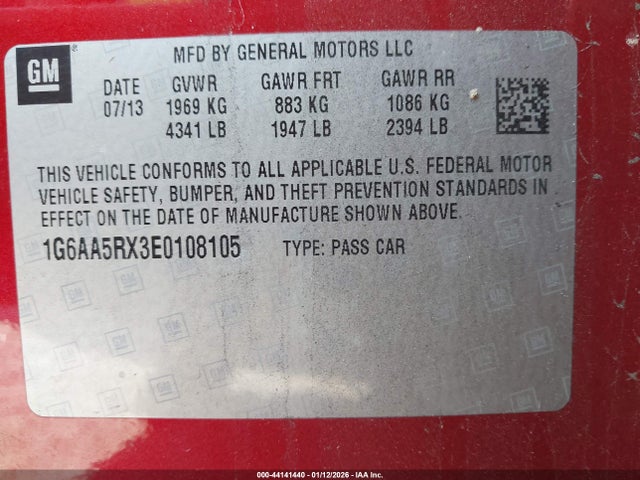 GM
MFD BY GENERAL MOTORS LLC
DATE GVWR GAWR FRT GAWR RR
07/13 1969 KG 883 KG 1086 KG
4341 LB 1947 LB 2394 LB
THIS VEHICLE CONFORMS TO ALL APPLICABLE U.S. FEDERAL MOTOR
VEHICLE SAFETY, BUMPER, AND THEFT PREVENTION STANDARDS IN
EFFECT ON THE DATE OF MANUFACTURE SHOWN ABOVE.
1G6AA5RX3E0108105 TYPE: PASS CAR
000-44141440 - 01/12/2026 - IAA Inc.